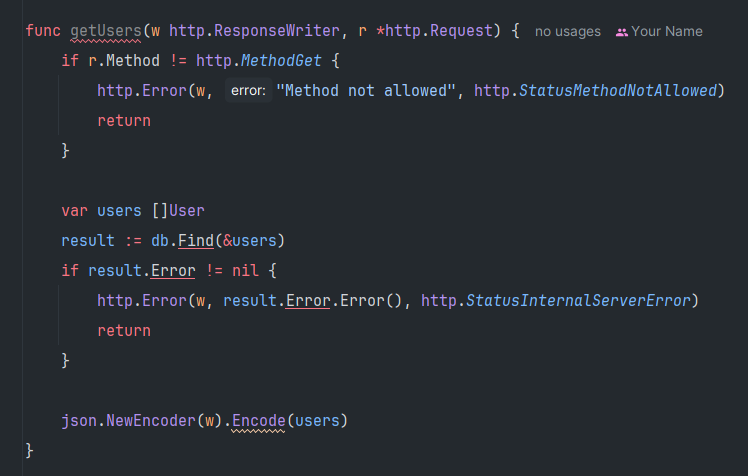 func getUsers(w http.ResponseWriter, r *http.Request) { no usages Your Name
    if r.Method != http.MethodGet {
        http.Error(w, error: "Method not allowed", http.StatusMethodNotAllowed)
        return
    }
    var users []User
    result := db.Find(&users)
    if result.Error != nil {
        http.Error(w, result.Error.Error(), http.StatusInternalServerError)
        return
    }
    json.NewEncoder(w).Encode(users)
}